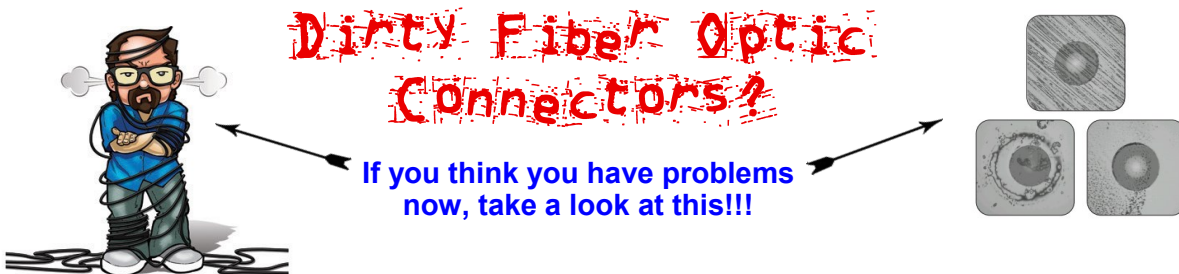 Dirty Fiber Optic
Connectors?
If you think you have problems
now, take a look at this!!!